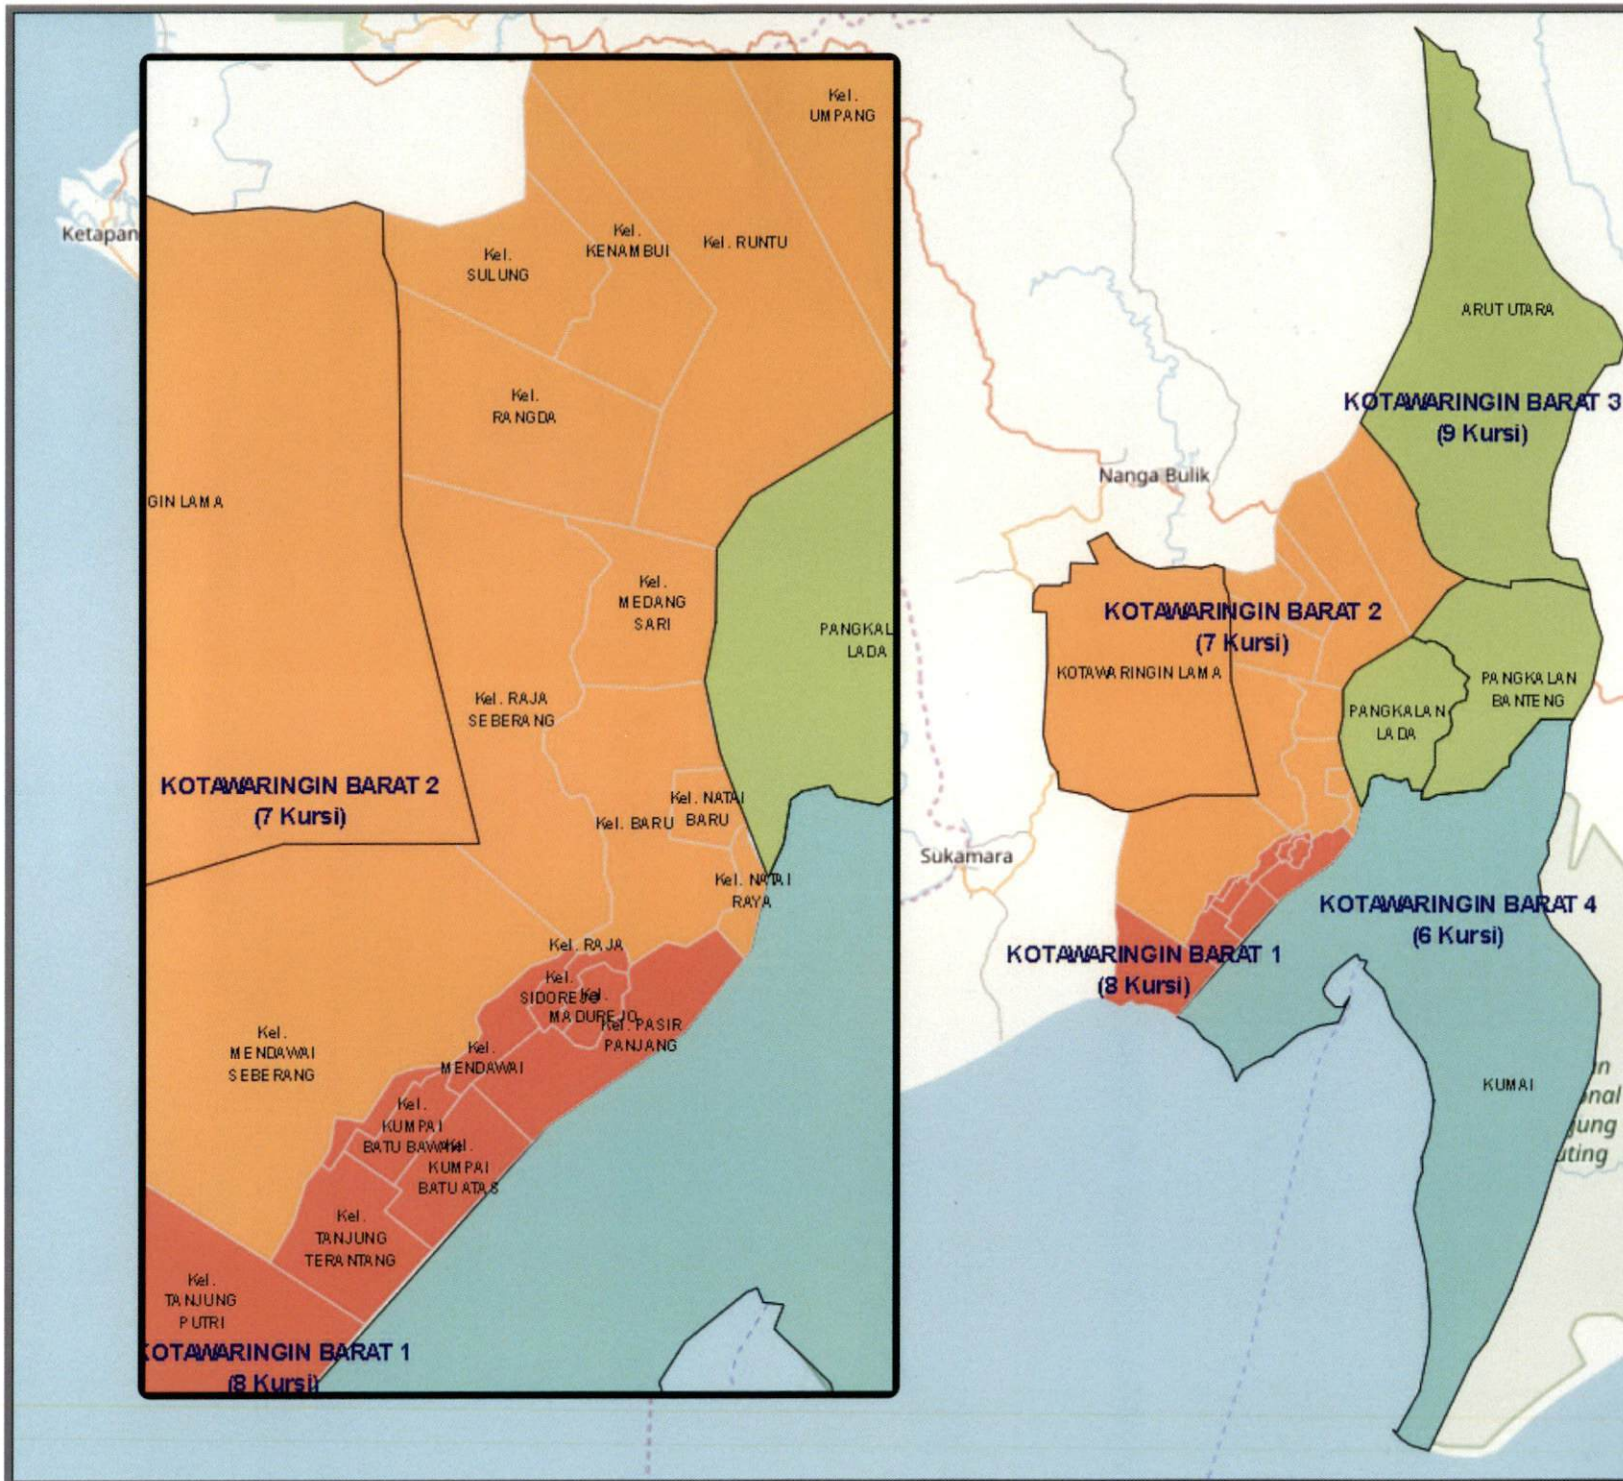 Ketapan
Kel.
UMPANG
Kel.
SULUNG
Kel.
KENAMBUI
Kel. RUNTU
Kel.
RANGDA
GIN LAMA
Kel.
MEDANG
SARI
PANGKAL
LADA
Kel. RAJA
SEBERANG
KOTAWARINGIN BARAT 2
(7 Kursi)
Kel. BARU
Kel. NATAI
BARU
Kel. NATAI
RAYA
Kel. RAJA
Kel.
SIDOREJO
Kel.
MADUREJO
Kel. PASIR
PANJANG
Kel.
MENDAWAI
SEBERANG
Kel.
MENDAWAI
Kel.
KUMPAI
BATU BAWAH
Kel.
KUMPAI
BATU ATAS
Kel.
TANJUNG
TERANTANG
Kel.
TANJUNG
PUTRI
KOTAWARINGIN BARAT 1
(8 Kursi)
ARUT UTARA
KOTAWARINGIN BARAT 3
(9 Kursi)
Nanga Bulik
KOTAWARINGIN BARAT 2
(7 Kursi)
KOTAWARINGIN LAMA
PANGKALAN
BANTENG
PANGKALAN
LADA
Sukamara
KOTAWARINGIN BARAT 4
(6 Kursi)
KOTAWARINGIN BARAT 1
(8 Kursi)
KUMAI
an
onal
jung
uting